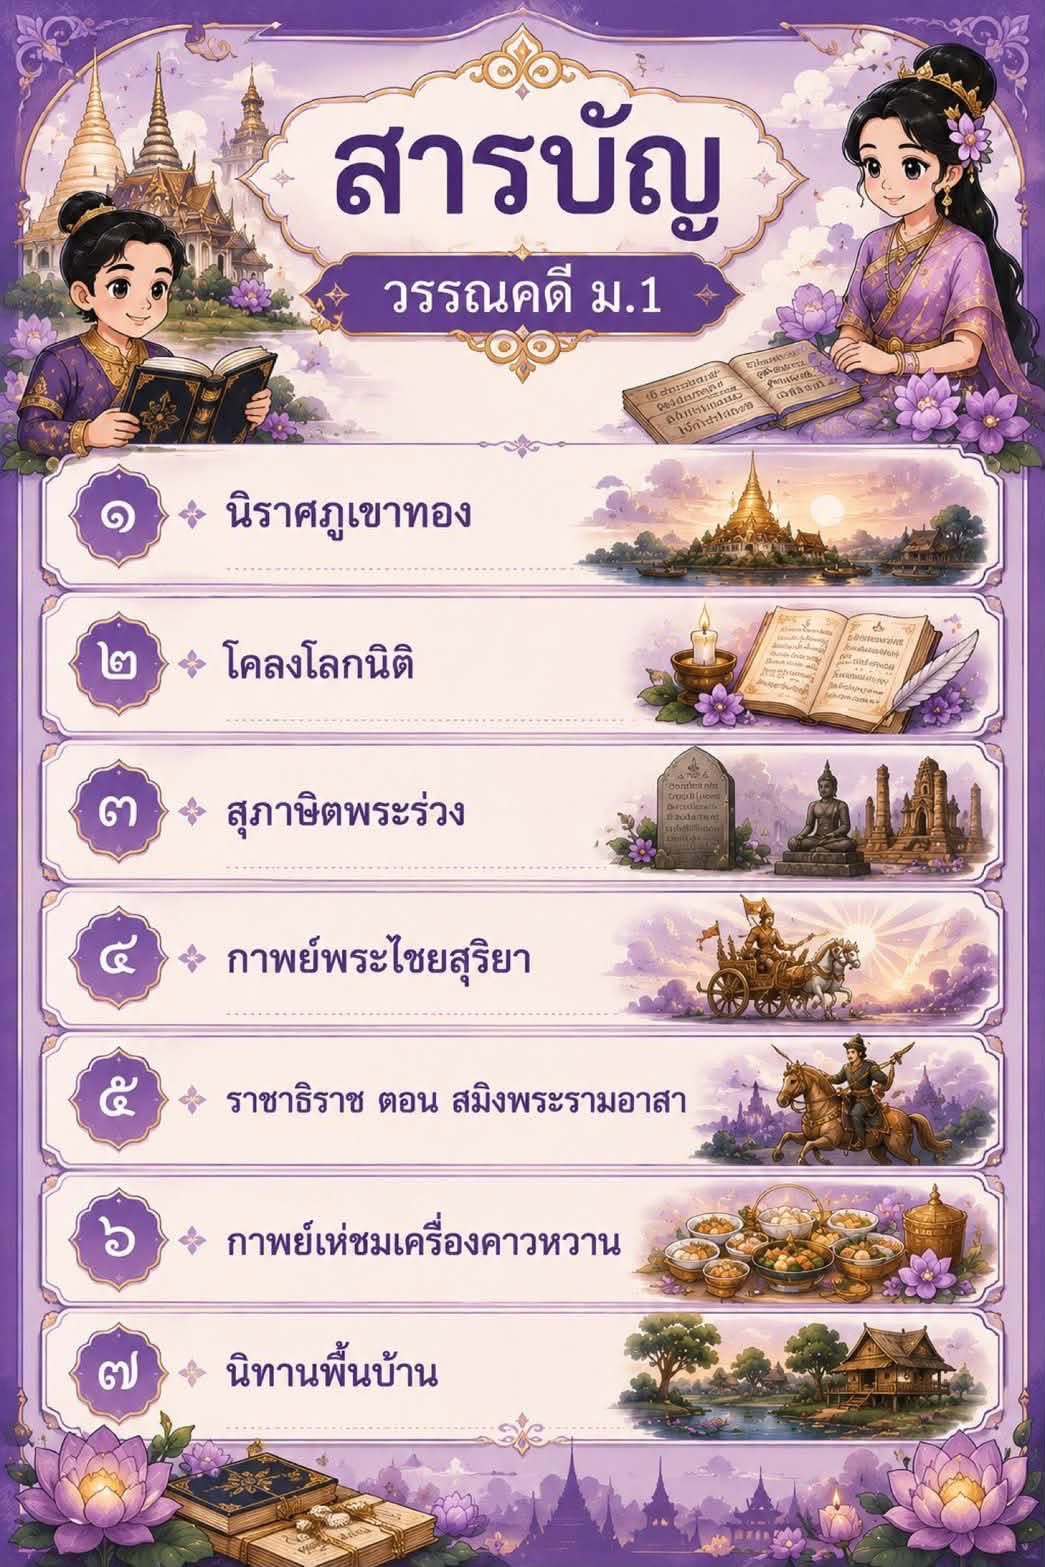 สารบัญ
วรรณคดี ม.1
๑ นิราศภูเขาทอง
๒ โคลงโลกนิติ
๓ สุภาษิตพระร่วง
๔ กาพย์พระไชยสุริยา
๕ ราชาธิราช ตอน สมิงพระรามอาสา
๖ กาพย์เห่ชมเครื่องคาวหวาน
๗ นิทานพื้นบ้าน